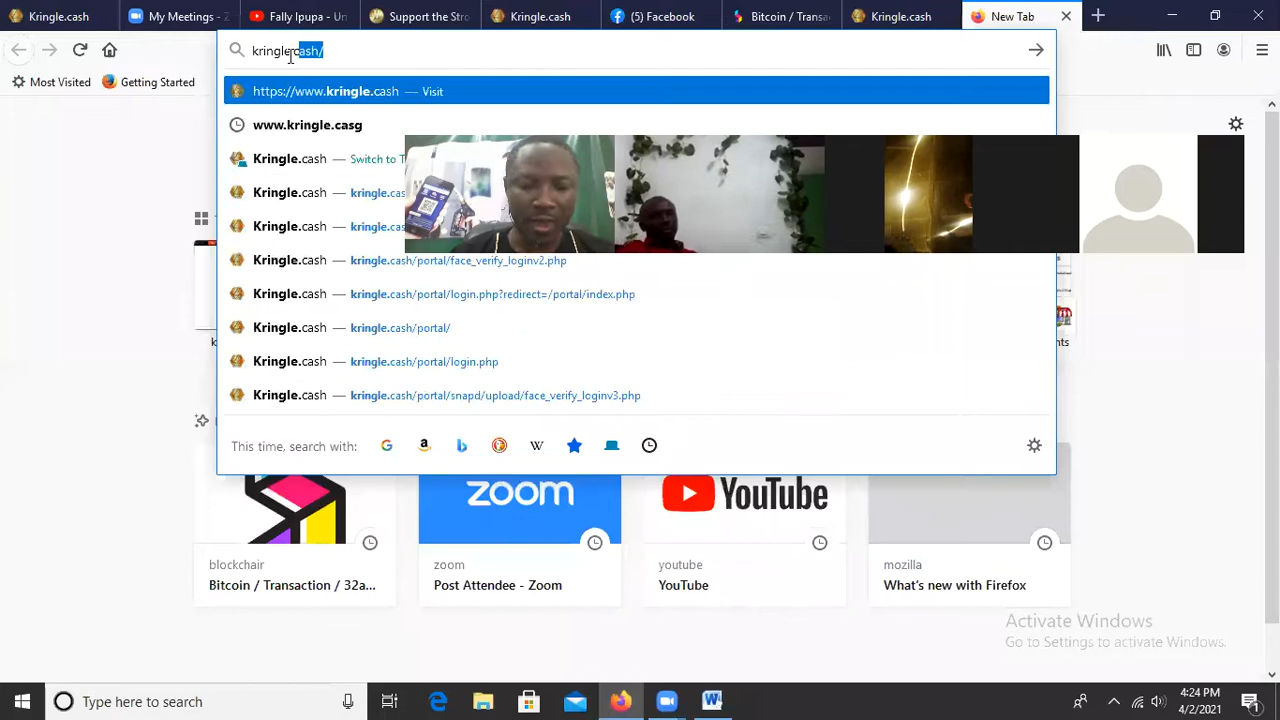 Kringle.cash
My Meetings - Z
Fally Ipupa - Un
Support the Stro
Kringle.cash
(5) Facebook
Bitcoin / Transa
Kringle.cash
New Tab
kringle.cash/
Most Visited
Getting Started
https://www.kringle.cash — Visit
www.kringle.casg
Kringle.cash — Switch to T
Kringle.cash — kringle.cas
Kringle.cash — kringle.cas
Kringle.cash — kringle.cash/portal/face_verify_loginv2.php
Kringle.cash — kringle.cash/portal/login.php?redirect=/portal/index.php
Kringle.cash — kringle.cash/portal/
Kringle.cash — kringle.cash/portal/login.php
Kringle.cash — kringle.cash/portal/snapd/upload/face_verify_loginv3.php
This time, search with:
zoom
YouTube
blockchair
Bitcoin / Transaction / 32a...
zoom
Post Attendee - Zoom
youtube
YouTube
mozilla
What's new with Firefox
Activate Windows
Go to Settings to activate Windows.
Type here to search
4:24 PM
4/2/2021